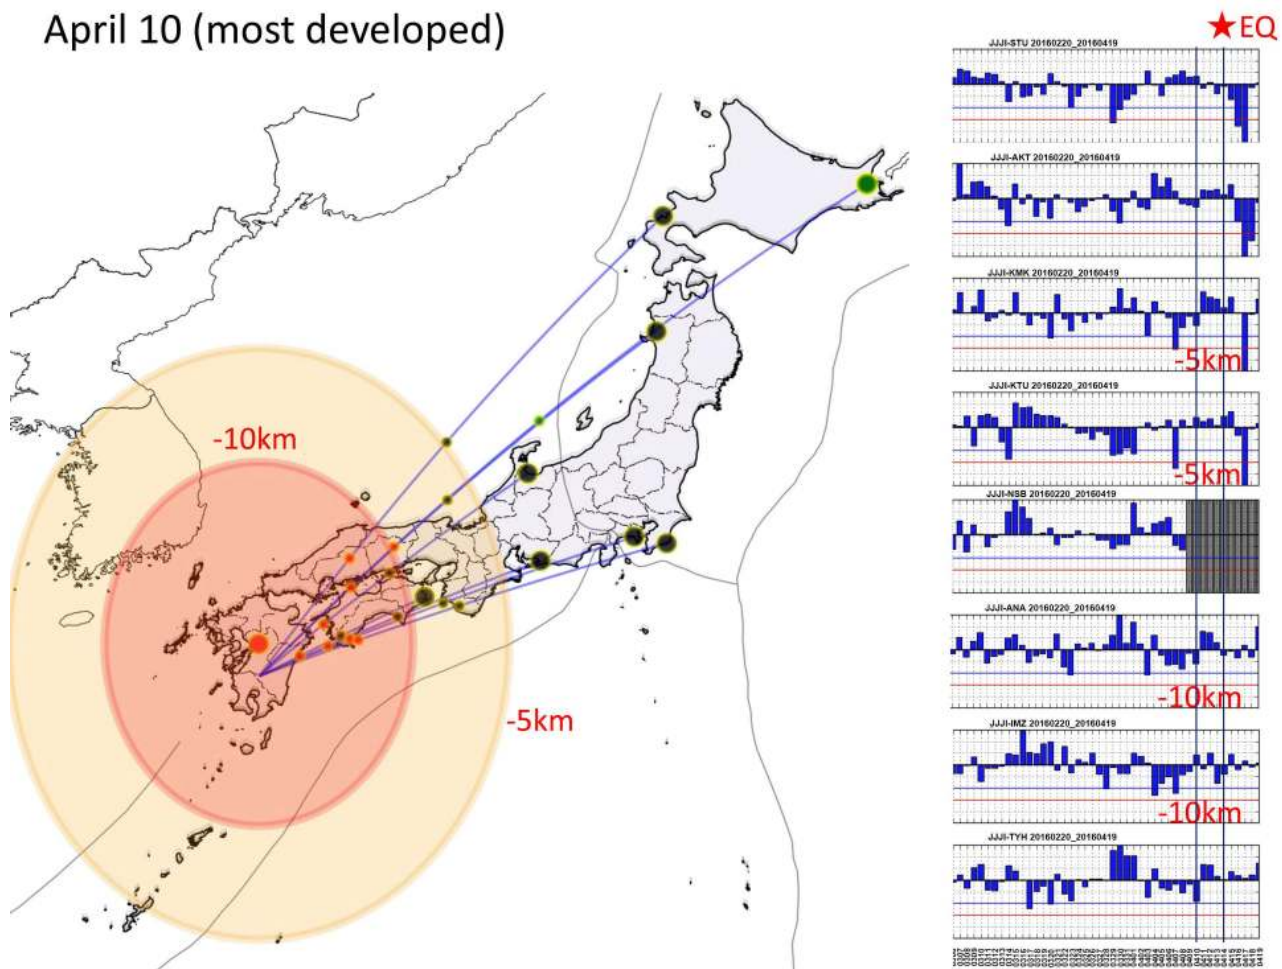 April 10 (most developed)
★EQ
JJJI-STU 20160220_20160419
JJJI-AKT 20160220_20160419
JJJI-KMK 20160220_20160419
-5km
JJJI-KTU 20160220_20160419
-5km
JJJI-NSB 20160220_20160419
JJJI-ANA 20160220_20160419
-10km
JJJI-IMZ 20160220_20160419
-10km
JJJI-TYH 20160220_20160419
-10km
-5km